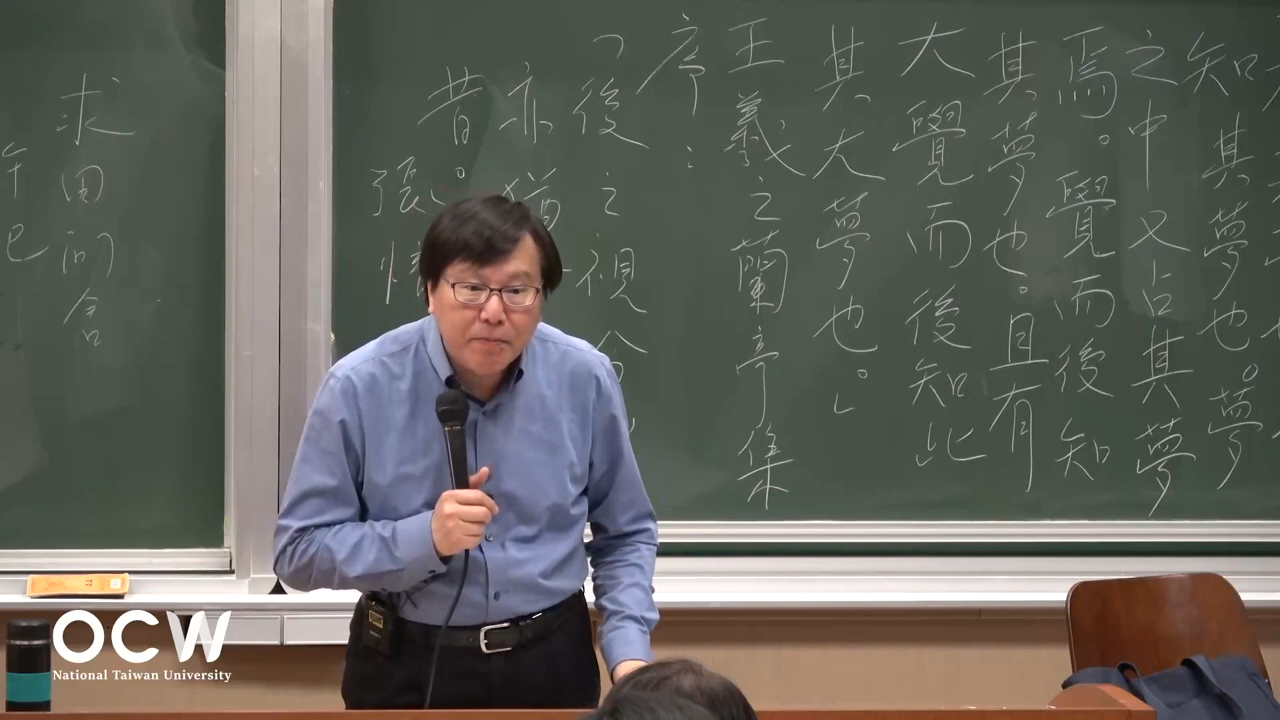 知其夢也。夢
之中又占其夢
焉。覺而後知
其夢也。且有
大覺而後知此
其大夢也。」
王羲之蘭亭集
序：
「後之視今
亦猶
昔。
張
求田問舍
OCW
National Taiwan University